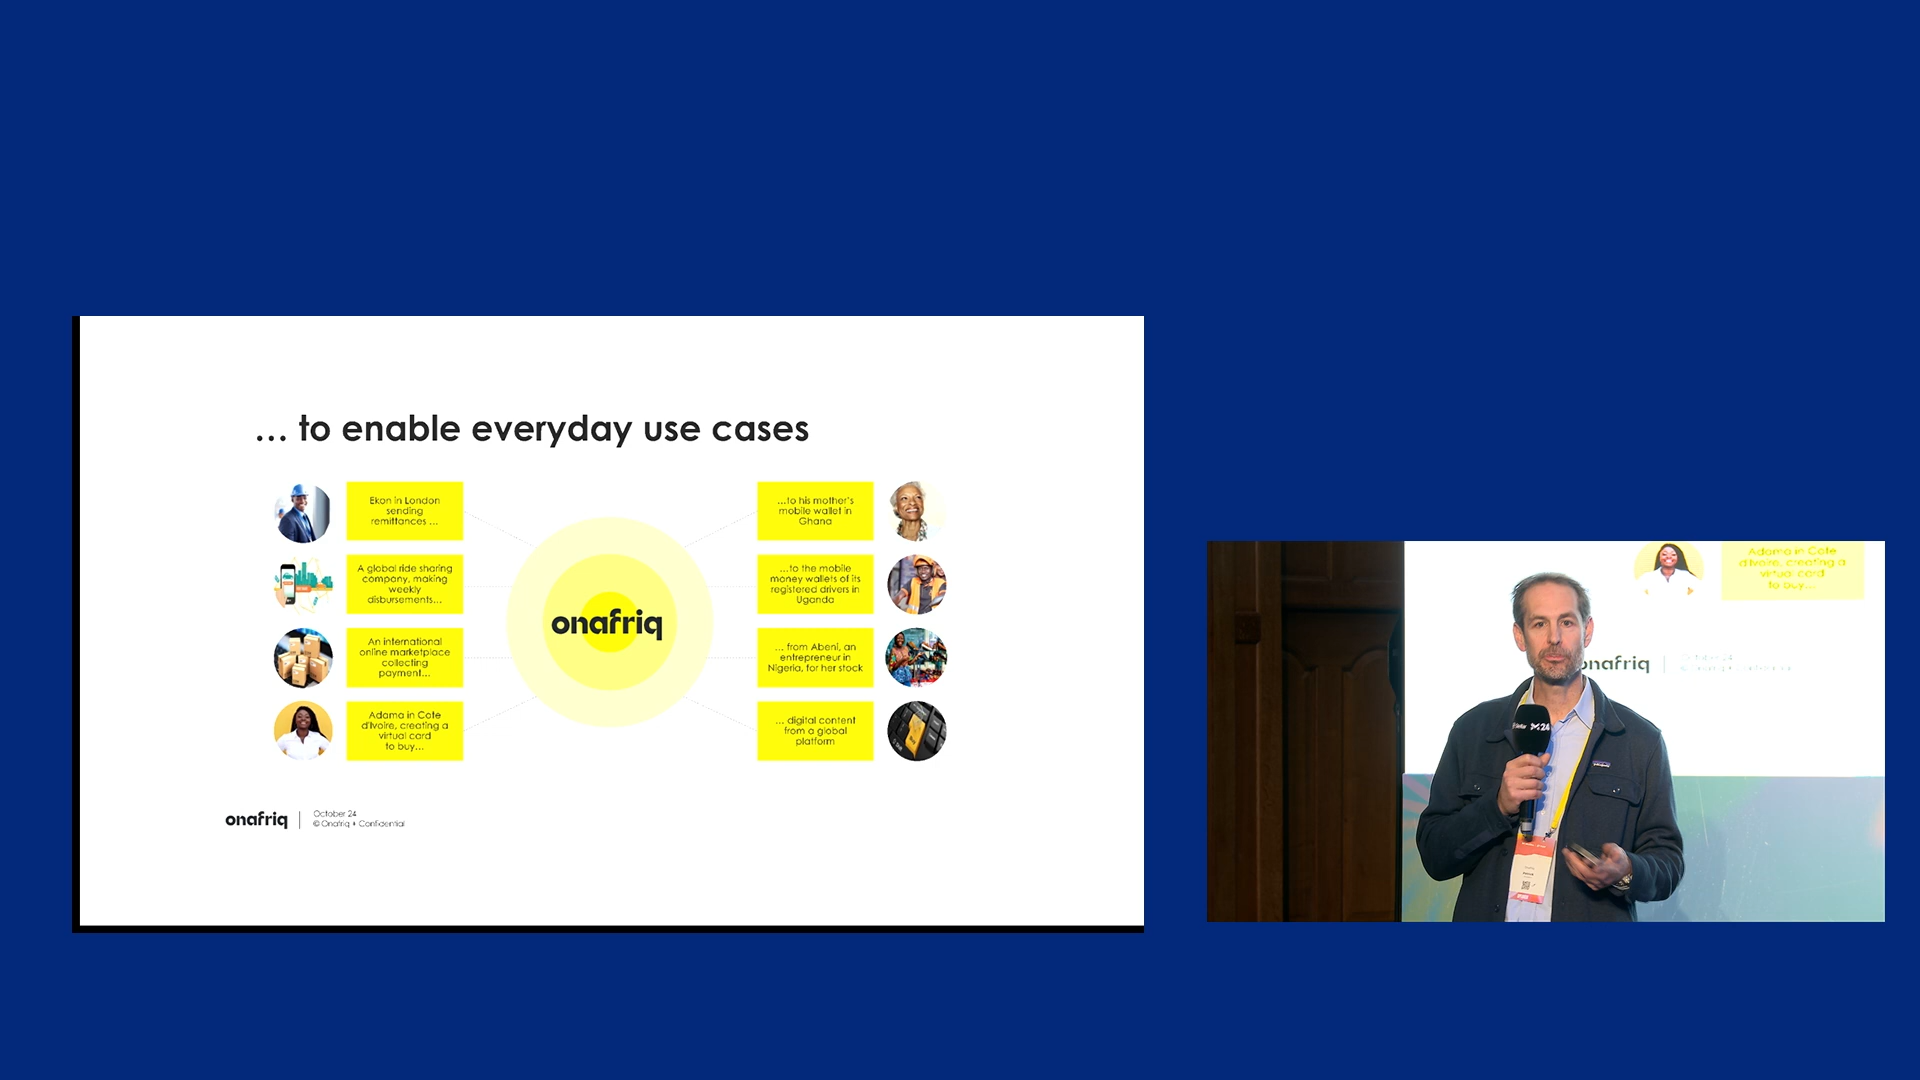 ... to enable everyday use cases
Ekon in London
sending
remittances ...
...to his mother's
mobile wallet in
Ghana
A global ride sharing
company, making
weekly
disbursements...
...to the mobile
money wallets of its
registered drivers in
Uganda
onafriq
An international
online marketplace
collecting
payment...
... from Abeni, an
entrepreneur in
Nigeria, for her stock
Adama in Cote
d'Ivoire, creating a
virtual card
to buy...
... digital content
from a global
platform
onafriq
October 24
© Onafriq • Confidential
Adama in Cote
d'Ivoire, creating a
virtual card
to buy...
onafriq
October 24
24